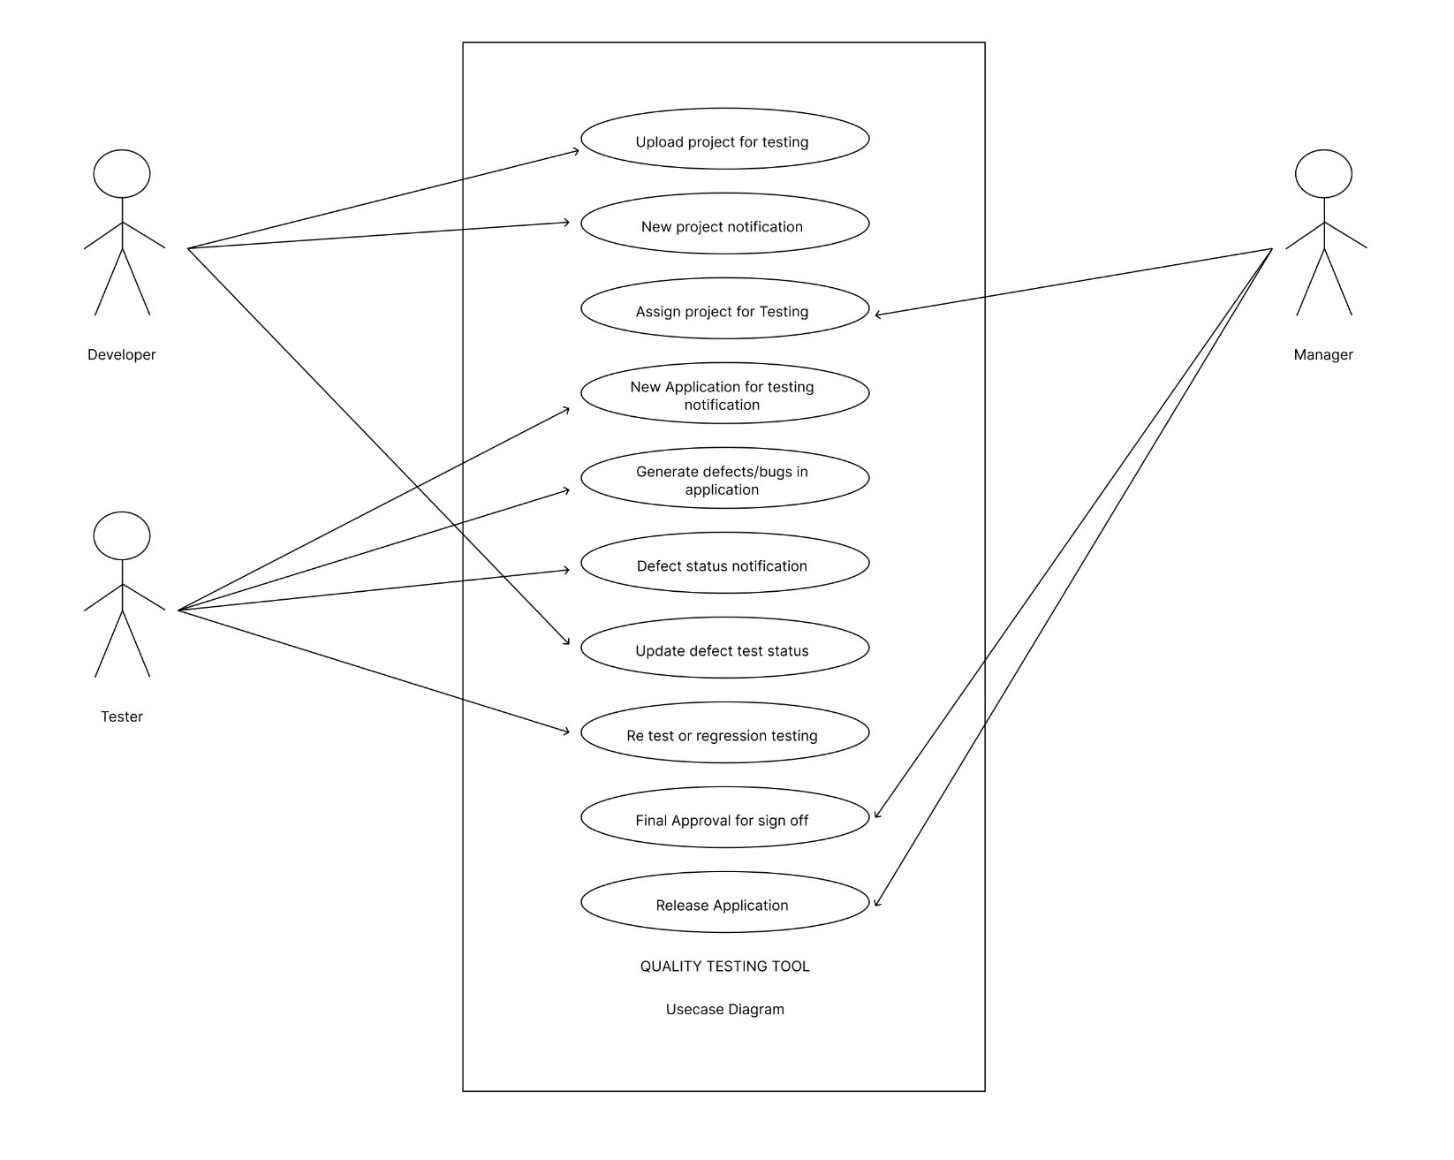 Upload project for testing
New project notification
Assign project for Testing
Developer
Manager
New Application for testing
notification
Generate defects/bugs in
application
Defect status notification
Update defect test status
Tester
Re test or regression testing
Final Approval for sign off
Release Application
QUALITY TESTING TOOL
Usecase Diagram